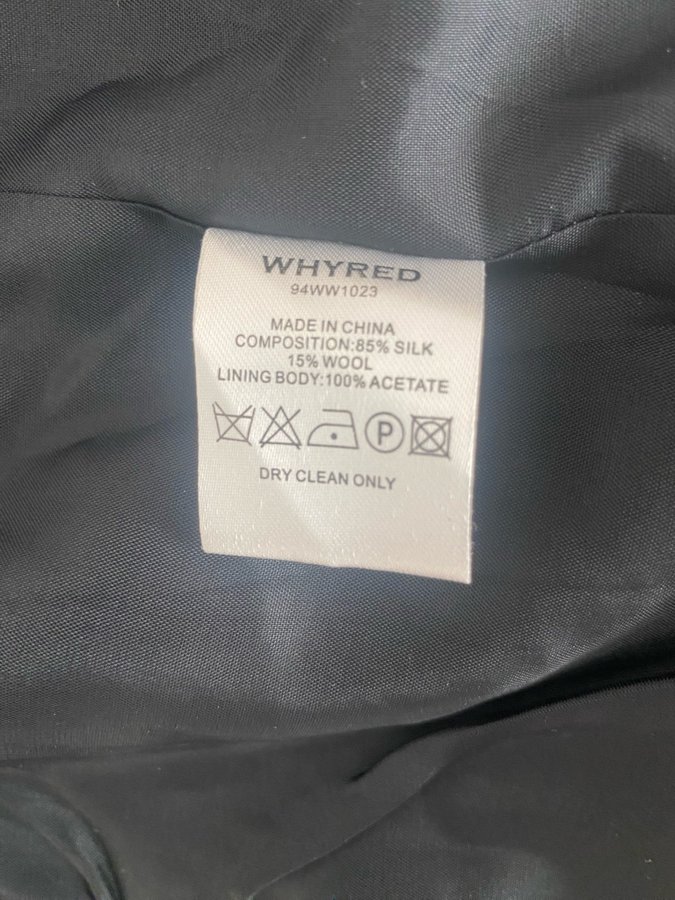 WHYRED
94WW1023
MADE IN CHINA
COMPOSITION:85% SILK
15% WOOL
LINING BODY:100% ACETATE
P
DRY CLEAN ONLY